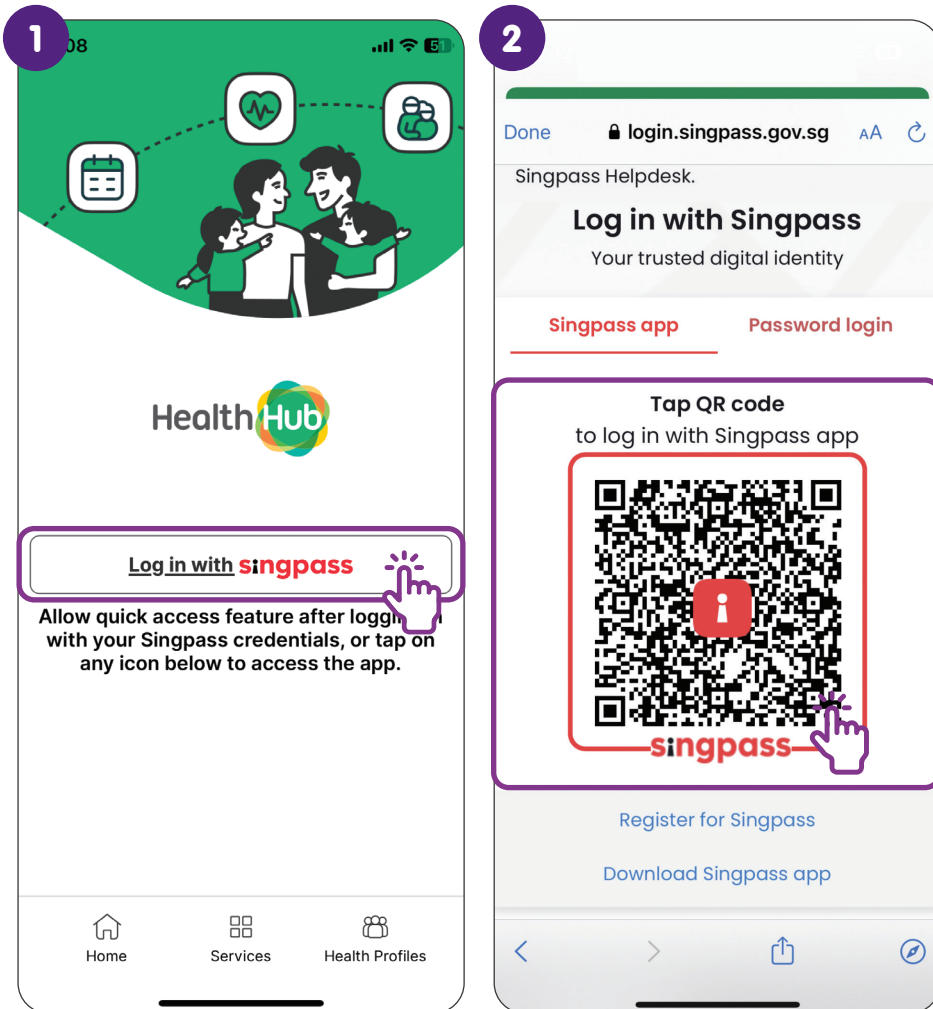 1
08
51
HealthHub
Log in with singpass
Allow quick access feature after loggi
with your Singpass credentials, or tap on
any icon below to access the app.
Home
Services
Health Profiles
2
Done
login.singpass.gov.sg
AA
Singpass Helpdesk.
Log in with Singpass
Your trusted digital identity
Singpass app
Password login
Tap QR code
to log in with Singpass app
singpass
Register for Singpass
Download Singpass app